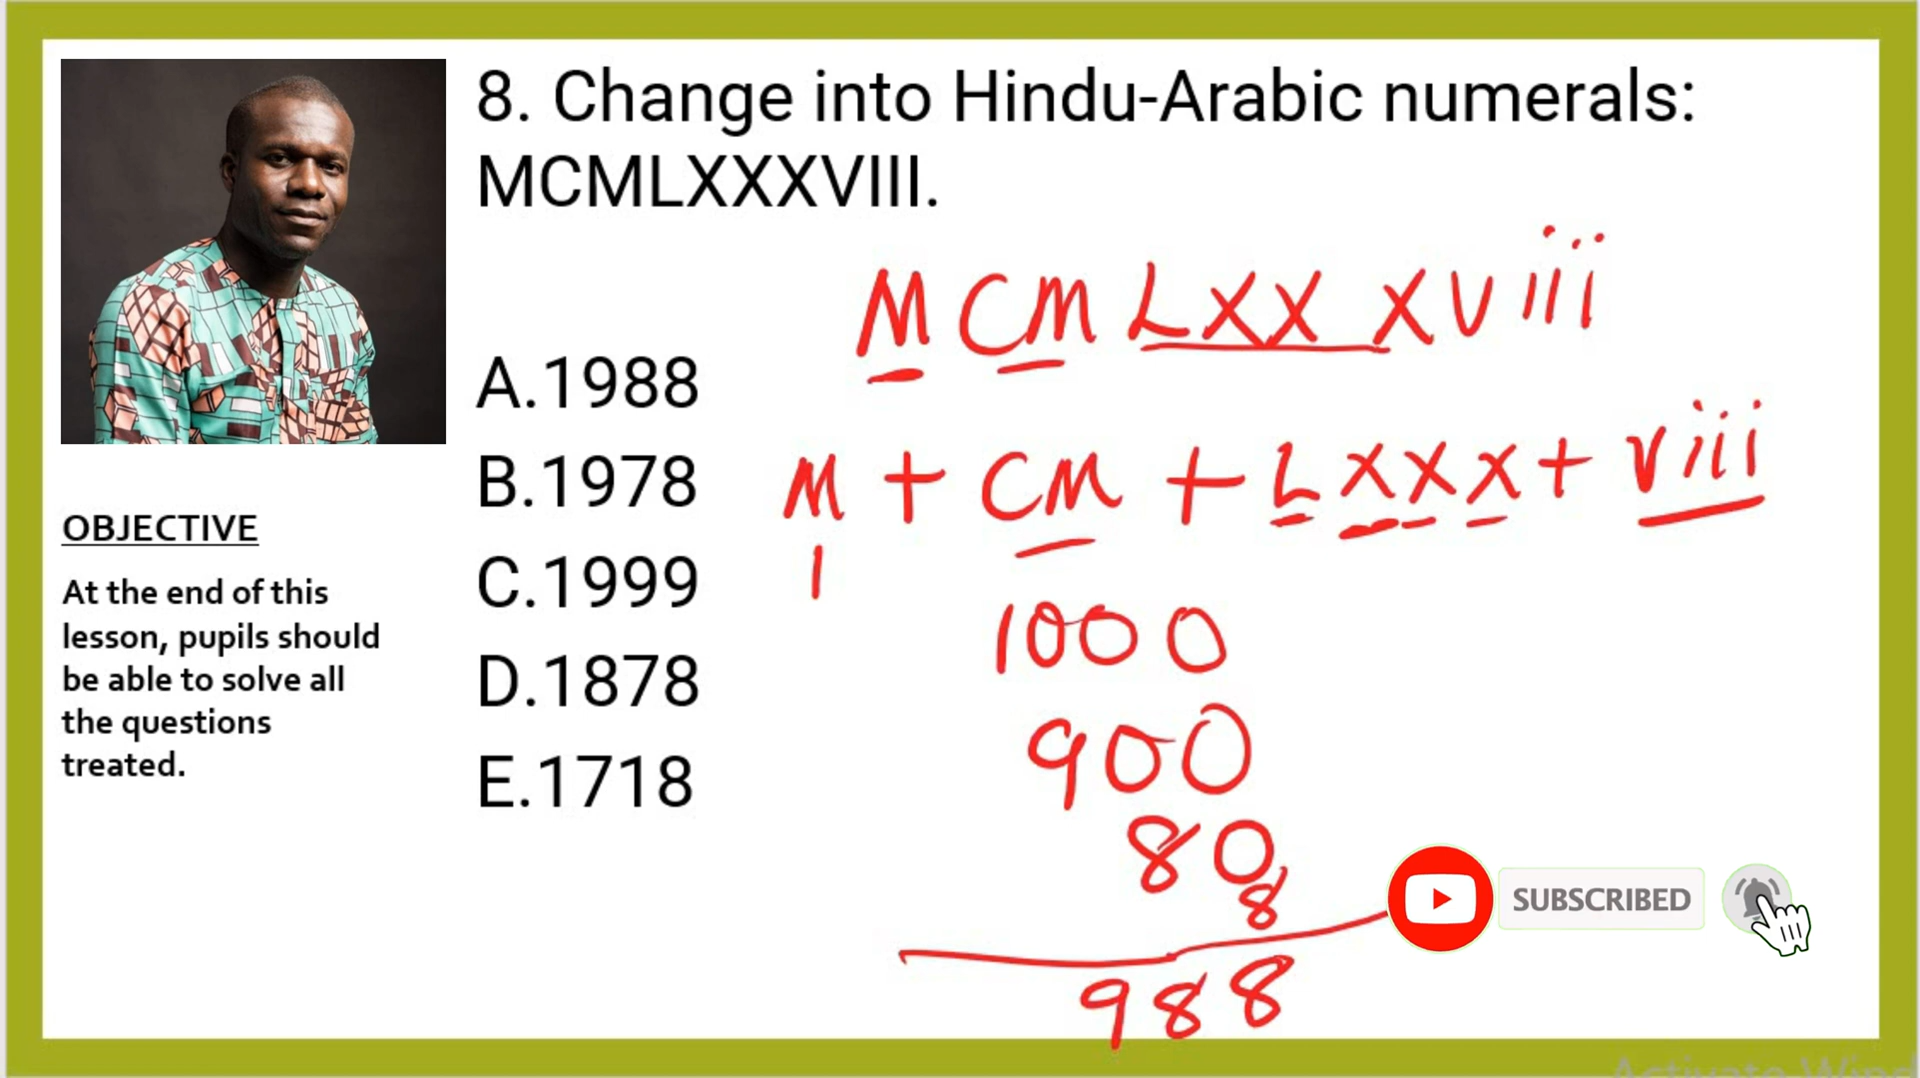 8. Change into Hindu-Arabic numerals:
MCMLXXXVIII.
M CM LXX XViii
A.1988
B.1978
C.1999
D.1878
E.1718
M + CM + LXXX + Viii
1
1000
900
80
8
988
OBJECTIVE
At the end of this
lesson, pupils should
be able to solve all
the questions
treated.
SUBSCRIBED